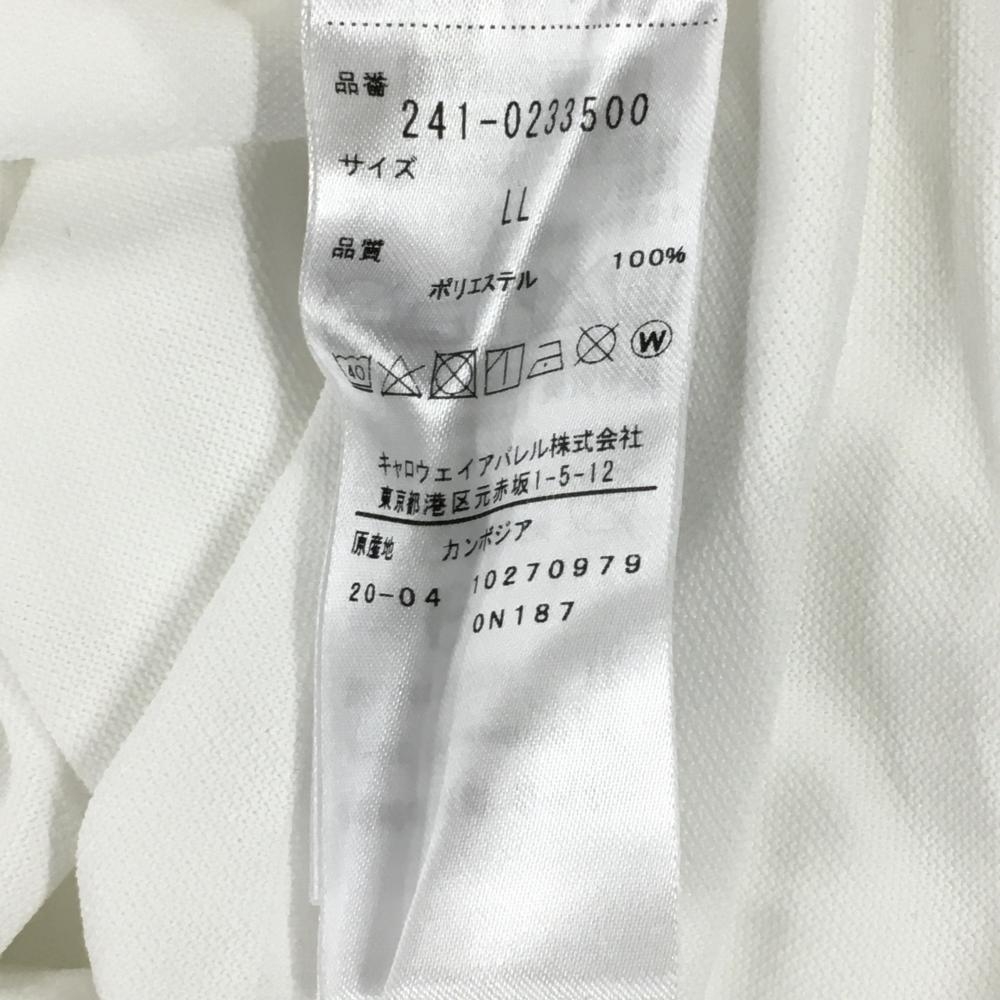 品番
241-0233500
サイズ
LL
品質
ポリエステル 100%
40
W
キャロウェイアパレル株式会社
東京都港区元赤坂1-5-12
原産地 カンボジア
20-04 10270979
0N187